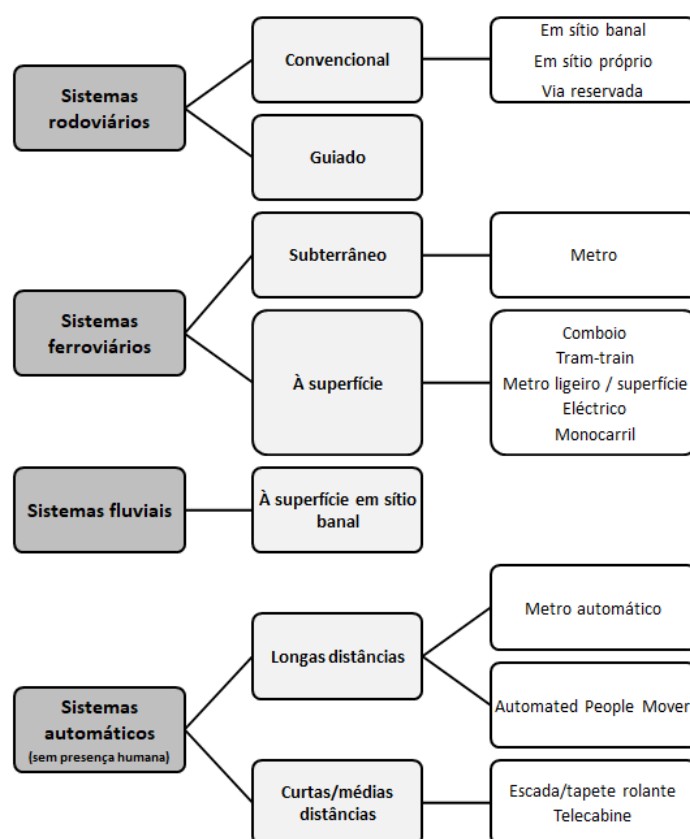 Sistemas
rodoviários
Convencional
Em sítio banal
Em sítio próprio
Via reservada
Guiado
Sistemas
ferroviários
Subterrâneo
Metro
À superfície
Comboio
Tram-train
Metro ligeiro / superfície
Eléctrico
Monocarril
Sistemas fluviais
À superfície em sítio
banal
Sistemas
automáticos
(sem presença humana)
Longas distâncias
Metro automático
Automated People Mover
Curtas/médias
distâncias
Escada/tapete rolante
Telecabine